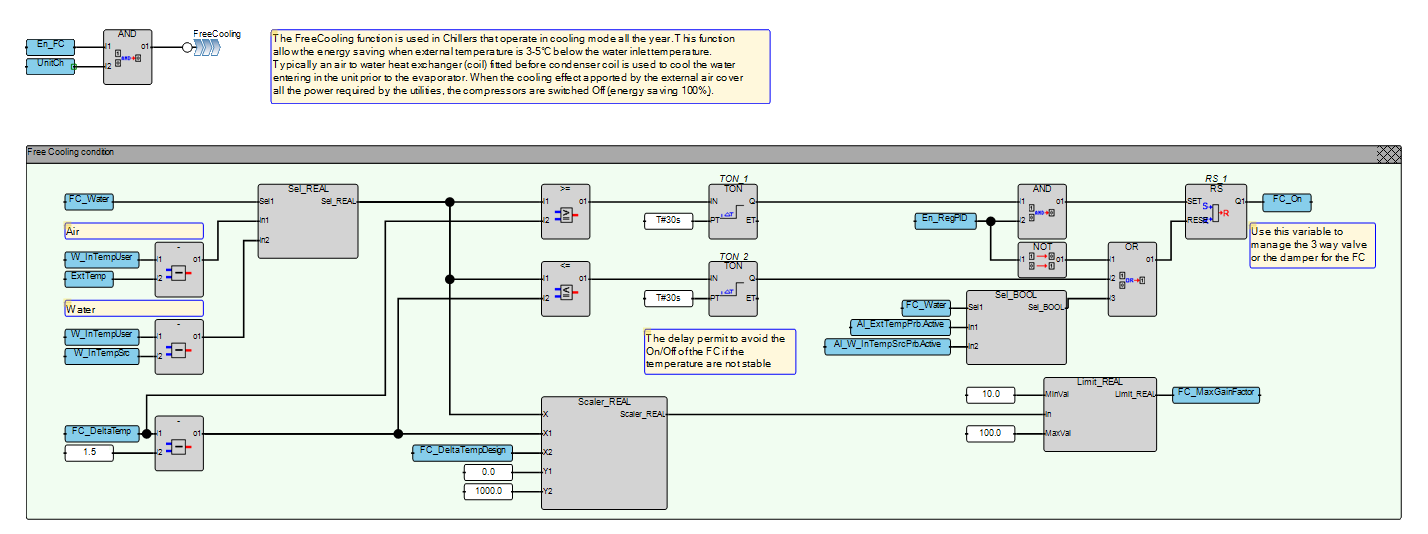 AND
FreeCooling
En_FC
i1
o1
UnitCh
i2
The FreeCooling function is used in Chillers that operate in cooling mode all the year. This function
allow the energy saving when external temperature is 3-5°C below the water inlet temperature.
Typically an air to water heat exchanger (coil) fitted before condenser coil is used to cool the water
entering in the unit prior to the evaporator. When the cooling effect apported by the external air cover
all the power required by the utilities, the compressors are switched Off (energy saving 100%).
Free Cooling condition
FC_Water
Sel_REAL
Sel1
Sel_REAL
In1
In2
Air
W_InTempUser
i1
o1
ExtTemp
i2
Water
W_InTempUser
i1
o1
W_InTempSrc
i2
FC_DeltaTemp
i1
o1
1.5
i2
>=
i1
o1
i2
<=
i1
o1
i2
TON_1
TON
IN
Q
T#30s
PT
ET
TON_2
TON
IN
Q
T#30s
PT
ET
The delay permit to avoid the
On/Off of the FC if the
temperature are not stable
Scaler_REAL
X
Scaler_REAL
X1
FC_DeltaTempDesign
X2
0.0
Y1
1000.0
Y2
AND
i1
o1
En_RegPID
i2
NOT
i1
o1
OR
i1
o1
i2
i3
Sel_BOOL
FC_Water
Sel1
Sel_BOOL
Al_ExtTempPrbActive
In1
Al_W_InTempSrcPrbActive
In2
RS_1
RS
SET
Q1
FC_On
RESE
Use this variable to
manage the 3 way valve
or the damper for the FC
Limit_REAL
10.0
MinVal
Limit_REAL
FC_MaxGainFactor
In
100.0
MaxVal